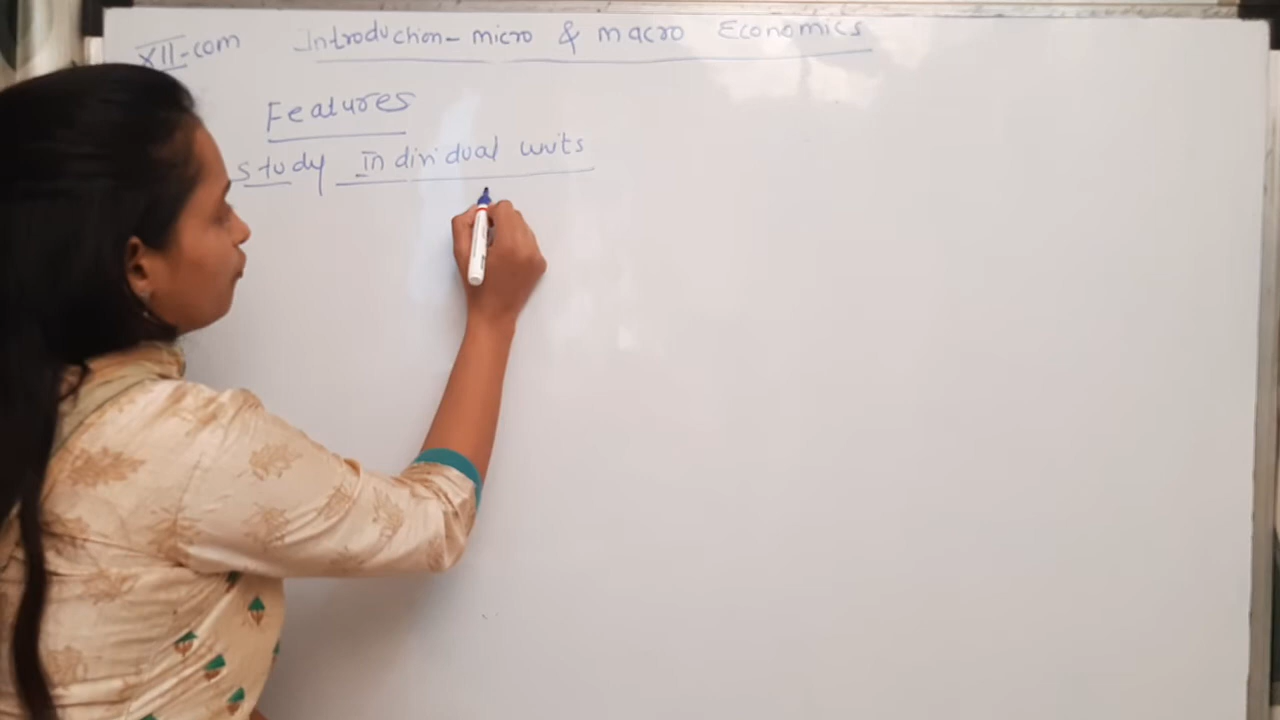 XII-com Introduction- micro & macro Economics
Features
study individual units